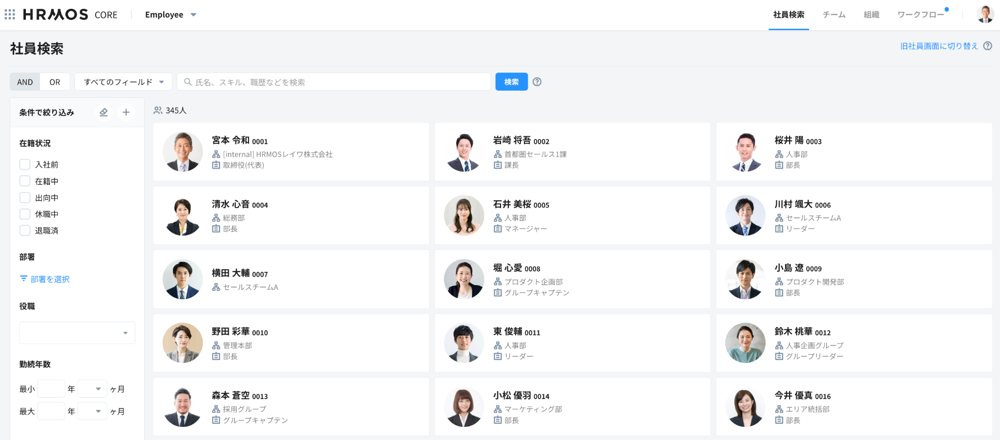 HRMOS CORE Employee 社員検索 チーム 組織 ワークフロー
社員検索
旧社員画面に切り替え
AND OR すべてのフィールド 氏名、スキル、職歴などを検索 検索
条件で絞り込み
在籍状況
入社前
在籍中
出向中
休職中
退職済
部署
部署を選択
役職
勤続年数
最小 年 ヶ月
最大 年 ヶ月
345人
宮本 令和 0001
[internal] HRMOSレイワ株式会社
取締役(代表)
岩崎 将吾 0002
首都圏セールス1課
課長
桜井 陽 0003
人事部
部長
清水 心音 0004
総務部
部長
石井 美桜 0005
人事部
マネージャー
川村 颯大 0006
セールスチームA
リーダー
横田 大輔 0007
セールスチームA
堀 心愛 0008
プロダクト企画部
グループキャプテン
小島 遼 0009
プロダクト開発部
部長
野田 彩華 0010
管理本部
部長
東 俊輔 0011
人事部
リーダー
鈴木 桃華 0012
人事企画グループ
グループリーダー
森本 蒼空 0013
採用グループ
グループキャプテン
小松 優羽 0014
マーケティング部
部長
今井 優真 0016
エリア統括部
部長